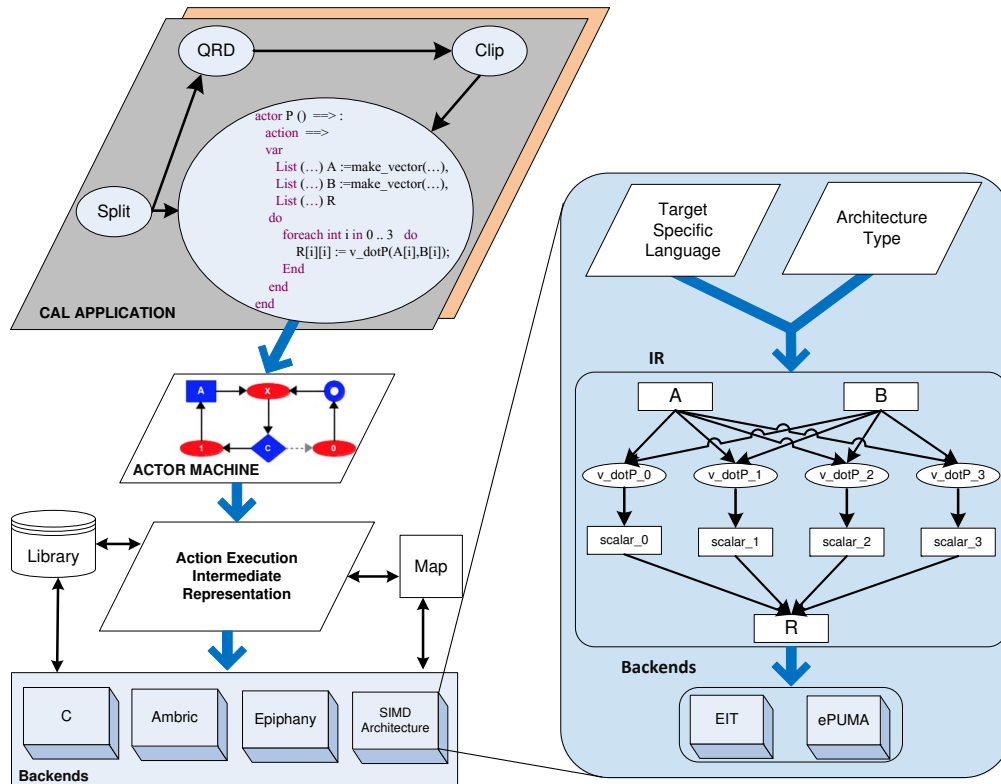 QRD
Clip
Split
actor P () ==> :
action ==>
var
List (…) A :=make_vector(…),
List (…) B :=make_vector(…),
List (…) R
do
foreach int i in 0 .. 3 do
R[i][i] := v_dotP(A[i],B[i]);
End
end
end
CAL APPLICATION
A
X
1
C
0
ACTOR MACHINE
Library
Action Execution
Intermediate
Representation
Map
C
Ambric
Epiphany
SIMD
Architecture
Backends
Target
Specific
Language
Architecture
Type
IR
A
B
v_dotP_0
v_dotP_1
v_dotP_2
v_dotP_3
scalar_0
scalar_1
scalar_2
scalar_3
R
Backends
EIT
ePUMA